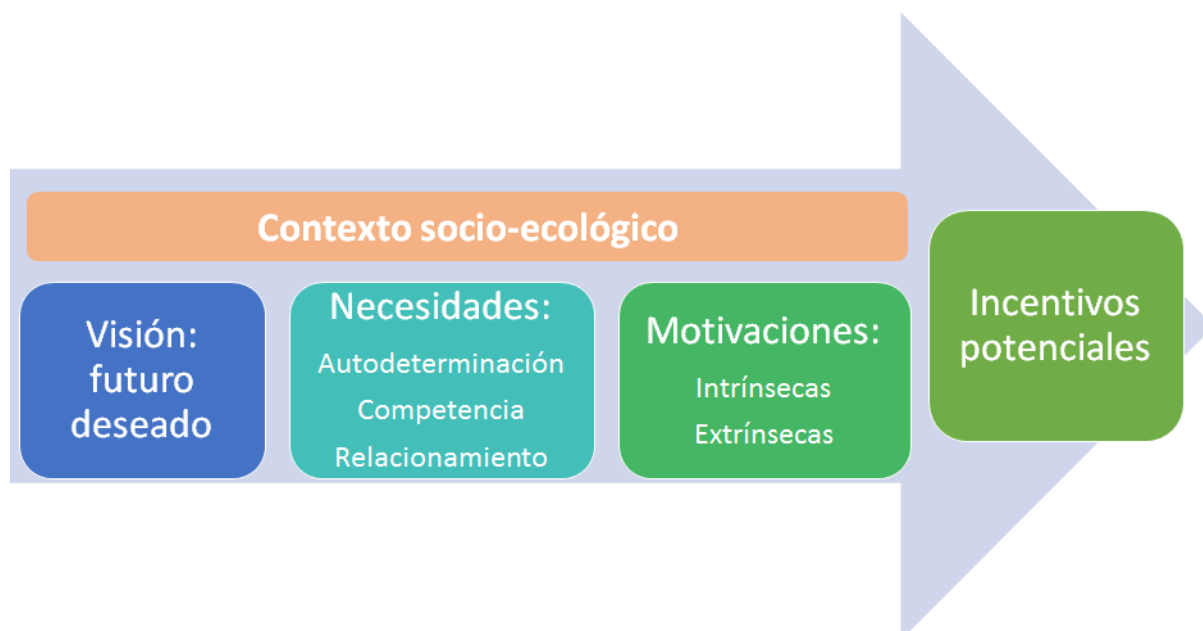 Contexto socio-ecológico
Visión:
futuro
deseado
Necesidades:
Autodeterminación
Competencia
Relacionamiento
Motivaciones:
Intrínsecas
Extrínsecas
Incentivos
potenciales